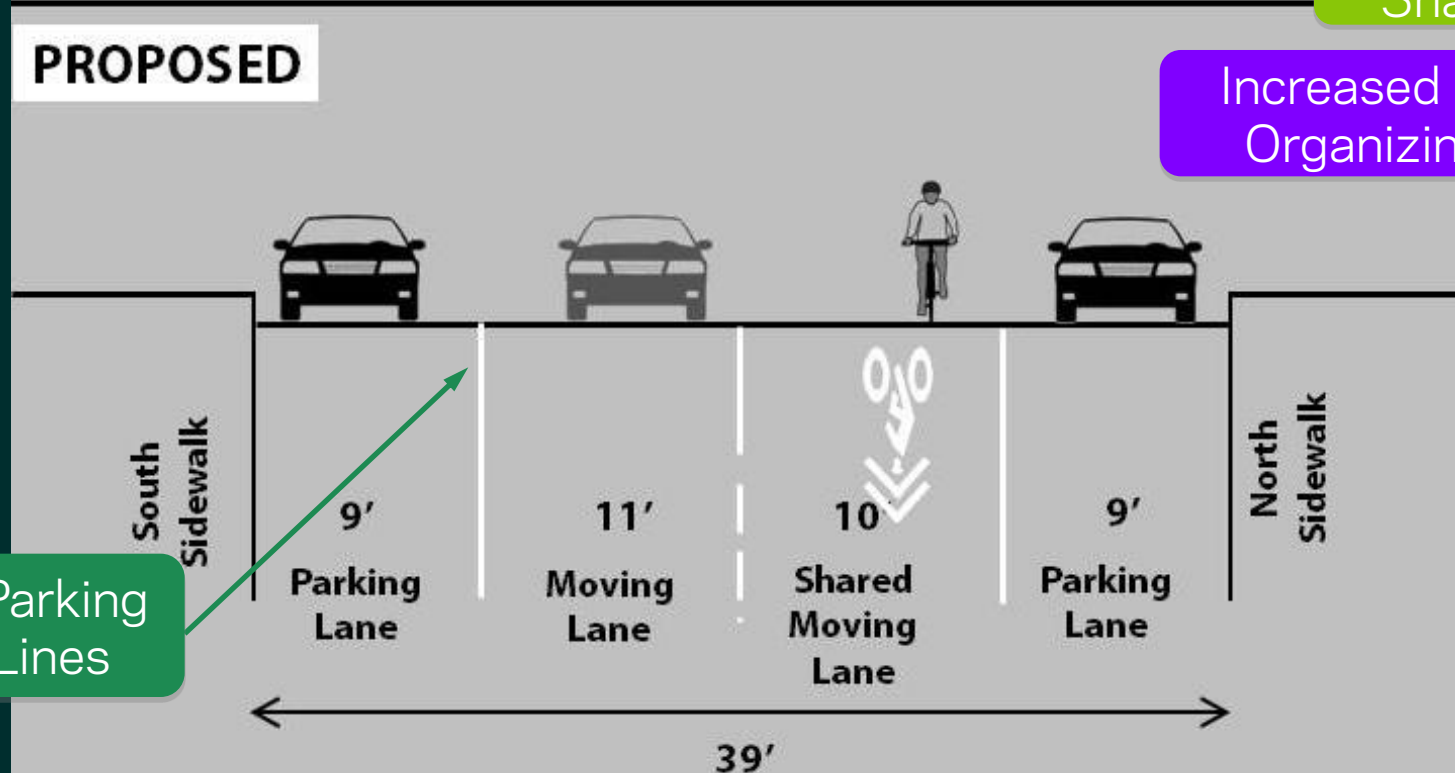 PROPOSED
Increased
Organizin
South
Sidewalk
9'
Parking
Lane
11'
Moving
Lane
10'
Shared
Moving
Lane
9'
Parking
Lane
North
Sidewalk
Parking
Lines
39'